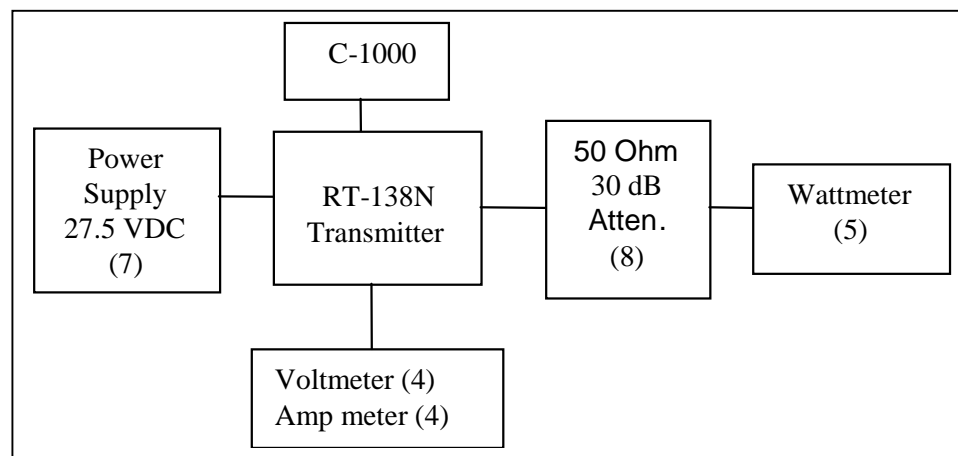 C-1000
Power
Supply
27.5 VDC
(7)
RT-138N
Transmitter
50 Ohm
30 dB
Atten.
(8)
Wattmeter
(5)
Voltmeter (4)
Amp meter (4)